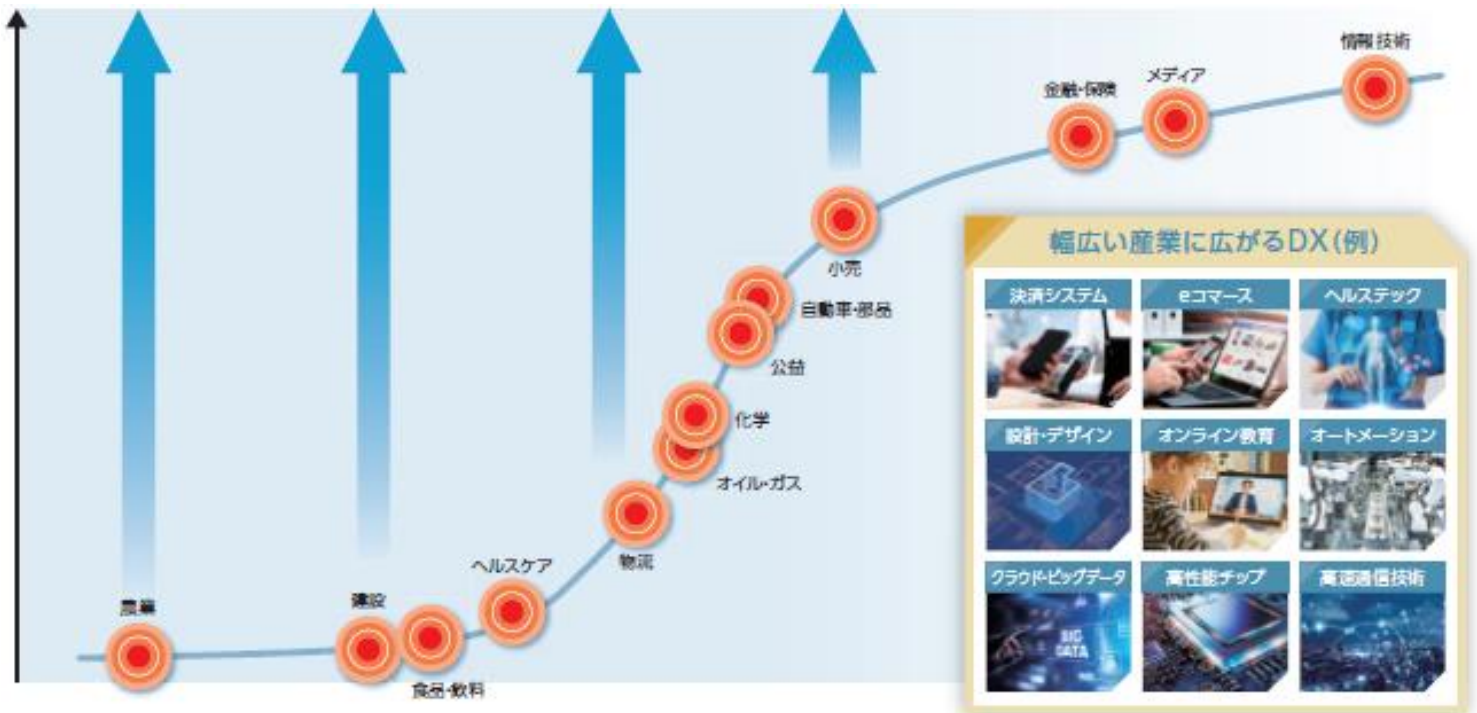 情報技術
メディア
金融・保険
小売
自動車・部品
公益
化学
オイル・ガス
物流
ヘルスケア
建設
農業
食品・飲料
幅広い産業に広がるDX(例)
決済システム
eコマース
ヘルステック
設計・デザイン
オンライン教育
オートメーション
クラウド・ビッグデータ
高性能チップ
高速通信技術
BIG
DATA